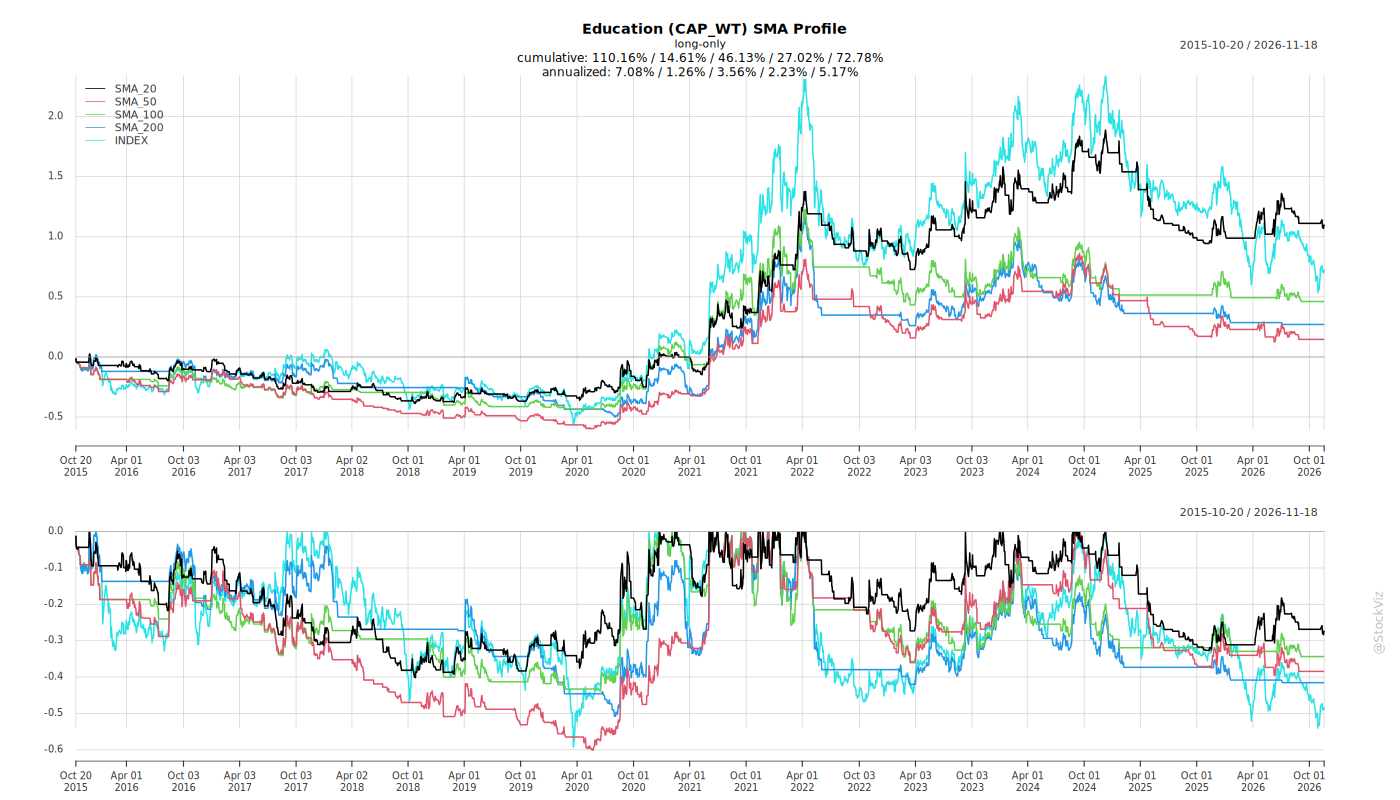 Education (CAP_WT) SMA Profile
long-only
2015-10-20 / 2026-11-18
cumulative: 110.16% / 14.61% / 46.13% / 27.02% / 72.78%
annualized: 7.08% / 1.26% / 3.56% / 2.23% / 5.17%
SMA_20
SMA_50
SMA_100
SMA_200
INDEX
2.0
1.5
1.0
0.5
0.0
-0.5
Oct 20 Apr 01 Oct 03 Apr 03 Oct 03 Apr 02 Oct 01 Apr 01 Oct 01 Apr 01 Oct 01 Apr 01 Oct 01 Apr 01 Oct 03 Apr 03 Oct 03 Apr 01 Oct 01 Apr 01 Oct 01 Apr 01 Oct 01
2015 2016 2016 2017 2017 2018 2018 2019 2019 2020 2020 2021 2021 2022 2022 2023 2023 2024 2024 2025 2025 2026 2026
2015-10-20 / 2026-11-18
0.0
-0.1
-0.2
-0.3
-0.4
-0.5
-0.6
Oct 20 Apr 01 Oct 03 Apr 03 Oct 03 Apr 02 Oct 01 Apr 01 Oct 01 Apr 01 Oct 01 Apr 01 Oct 01 Apr 01 Oct 03 Apr 03 Oct 03 Apr 01 Oct 01 Apr 01 Oct 01 Apr 01 Oct 01
2015 2016 2016 2017 2017 2018 2018 2019 2019 2020 2020 2021 2021 2022 2022 2023 2023 2024 2024 2025 2025 2026 2026
@StockViz